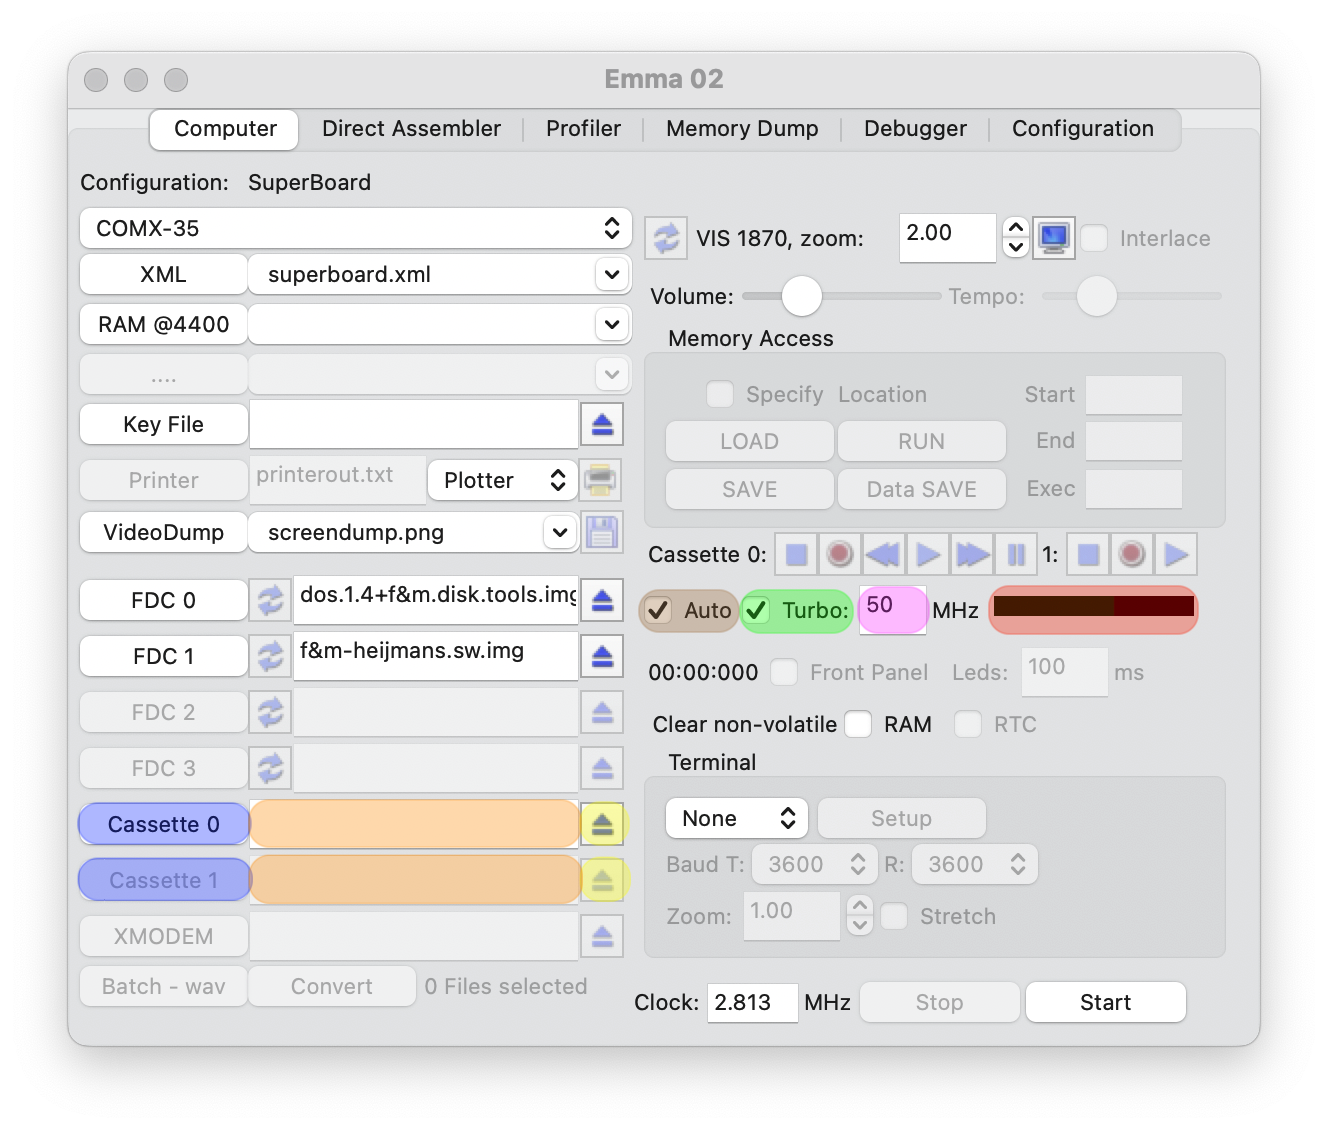 Emma 02
Computer Direct Assembler Profiler Memory Dump Debugger Configuration
Configuration: SuperBoard
COMX-35
XML superboard.xml
RAM @4400
....
Key File
Printer printerout.txt Plotter
VideoDump screendump.png
FDC 0 dos.1.4+f&m.disk.tools.img
FDC 1 f&m-heijmans.sw.img
FDC 2
FDC 3
Cassette 0
Cassette 1
XMODEM
Batch - wav Convert 0 Files selected
VIS 1870, zoom: 2.00 Interlace
Volume: Tempo:
Memory Access
Specify Location Start
LOAD RUN End
SAVE Data SAVE Exec
Cassette 0: 1:
Auto Turbo: 50 MHz
00:00:000 Front Panel Leds: 100 ms
Clear non-volatile RAM RTC
Terminal
None Setup
Baud T: 3600 R: 3600
Zoom: 1.00 Stretch
Clock: 2.813 MHz Stop Start